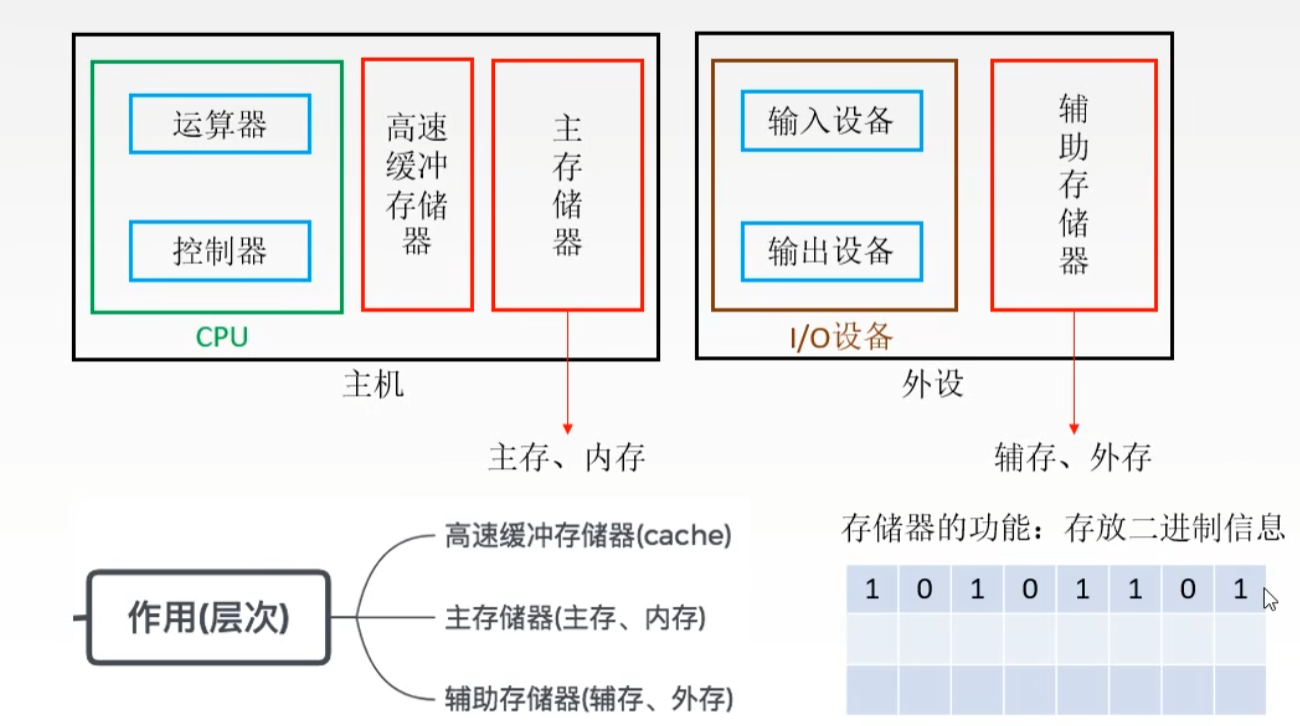 运算器
控制器
CPU
高速
缓冲
存储
器
主
存
储
器
主机
主存、内存
输入设备
输出设备
I/O设备
辅
助
存
储
器
外设
辅存、外存
作用(层次)
高速缓冲存储器(cache)
主存储器(主存、内存)
辅助存储器(辅存、外存)
存储器的功能：存放二进制信息
1 0 1 0 1 1 0 1